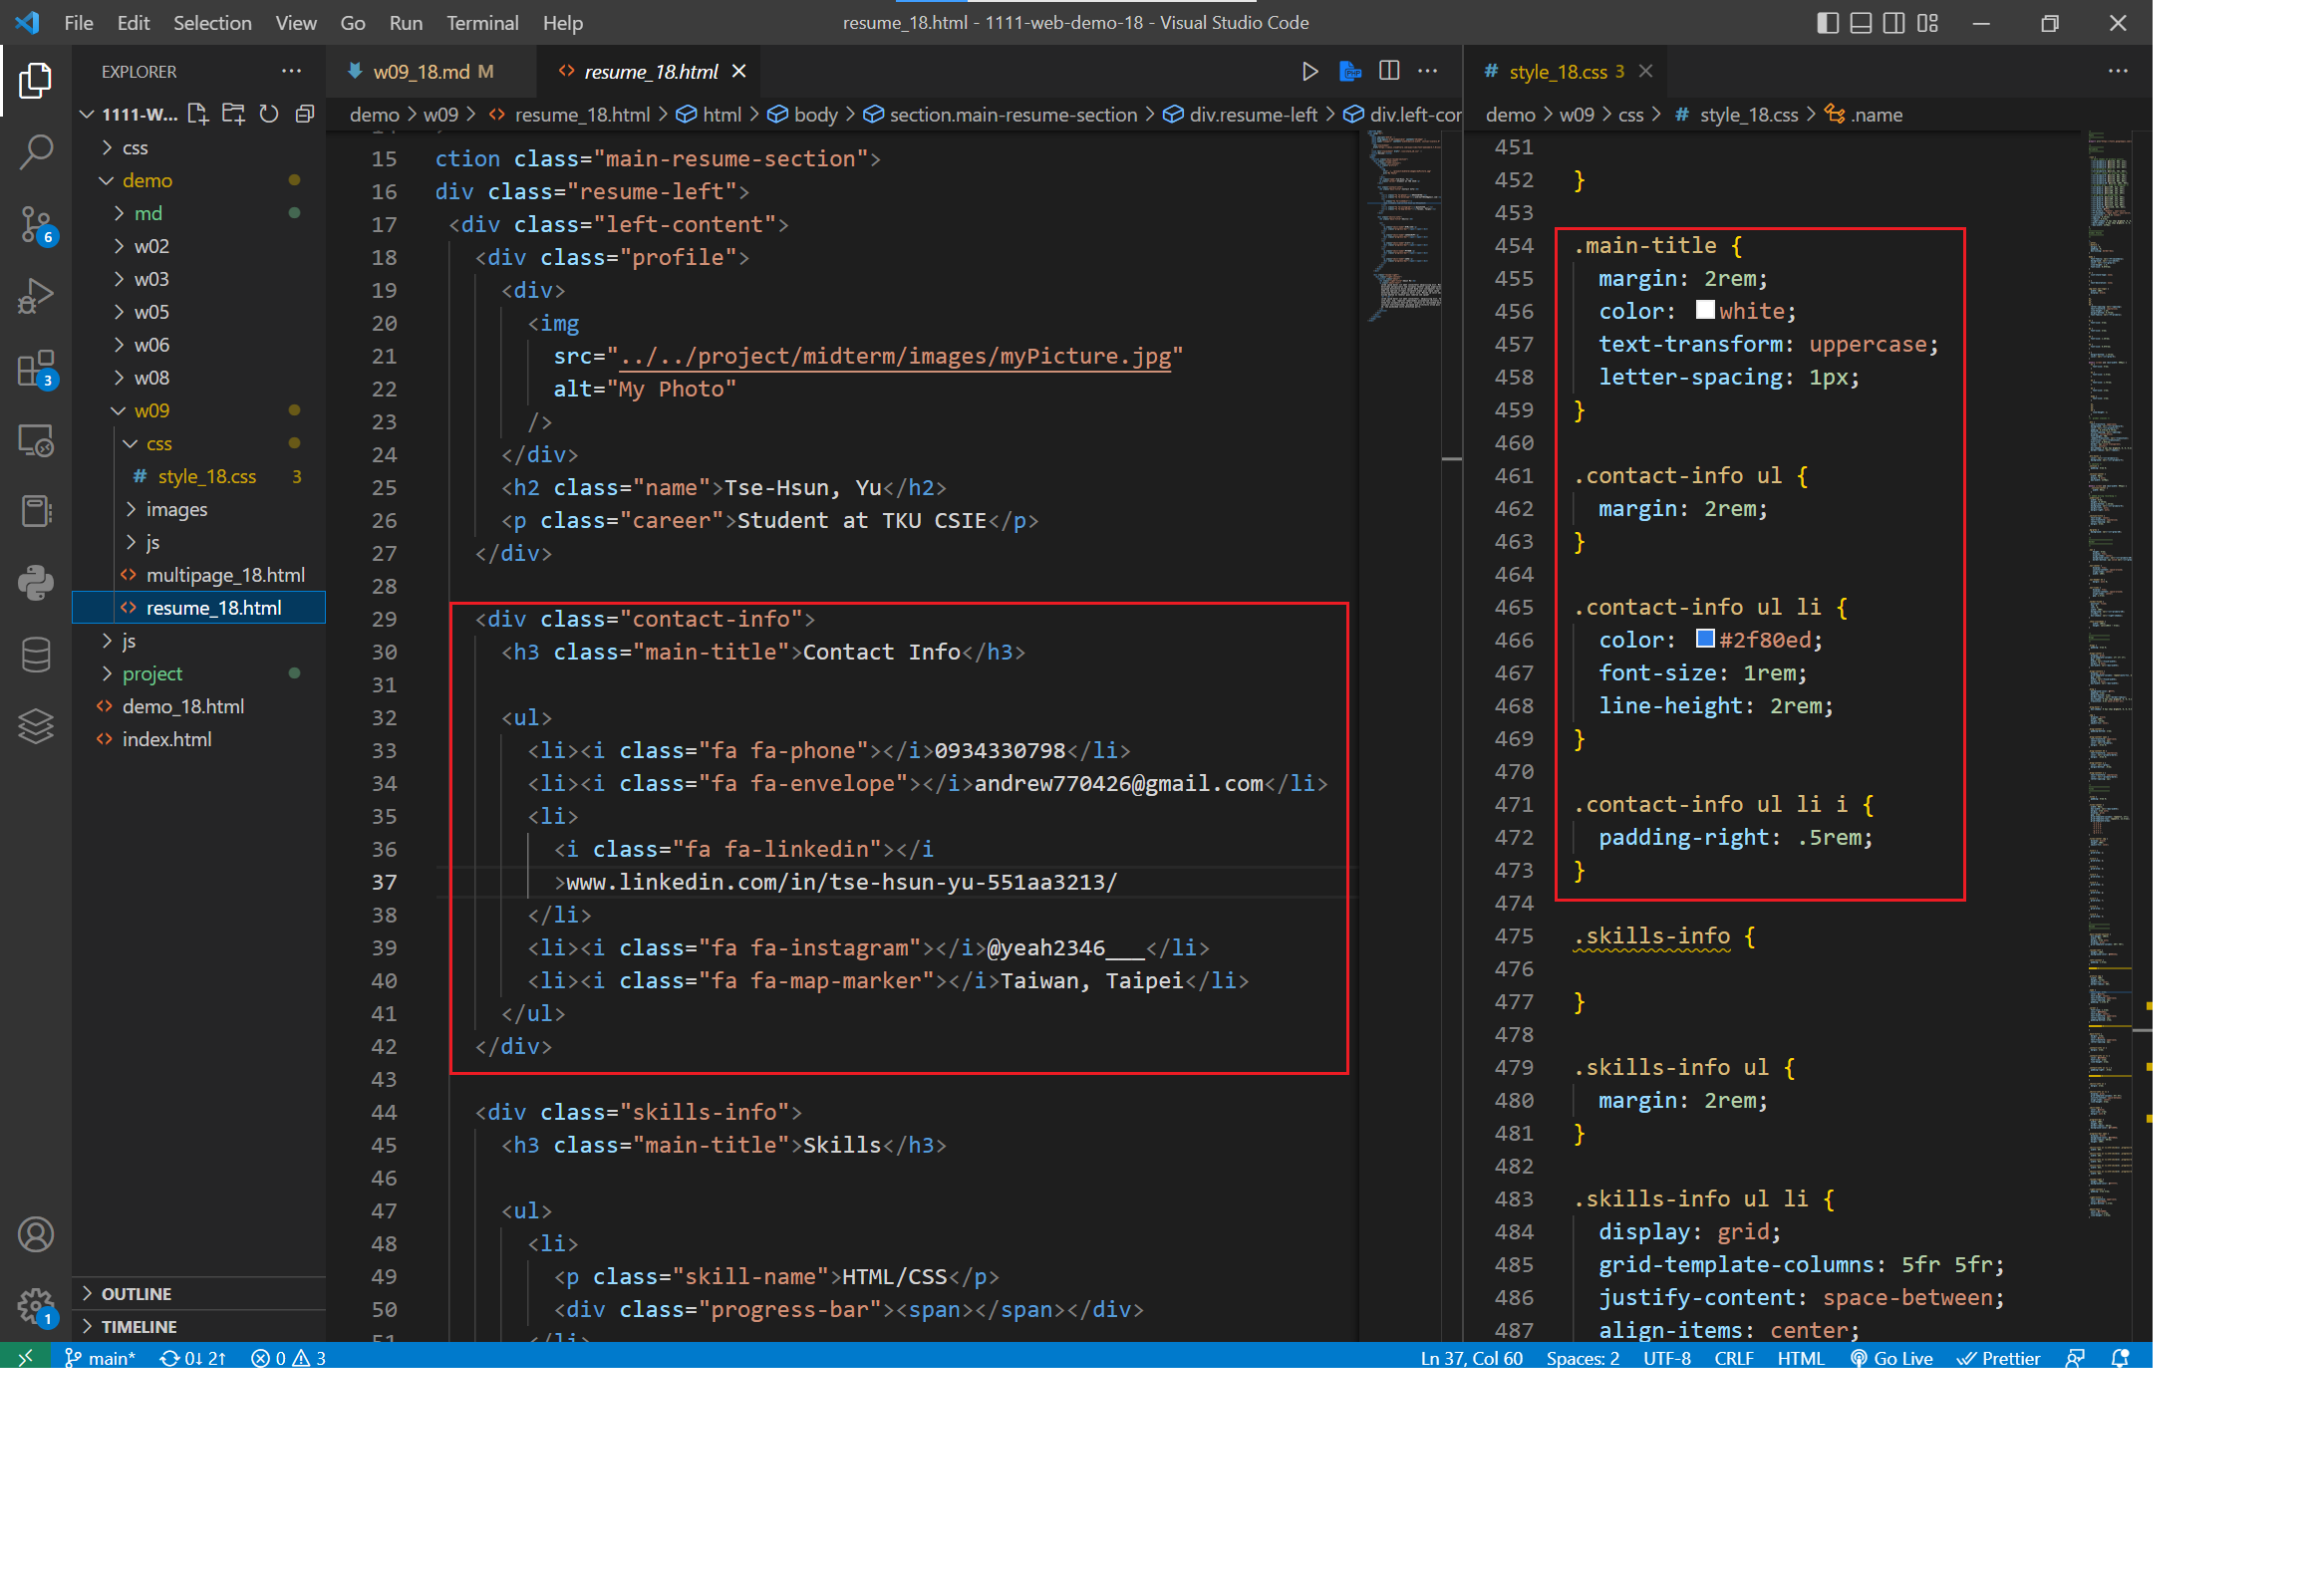 File Edit Selection View Go Run Terminal Help
resume_18.html - 1111-web-demo-18 - Visual Studio Code
EXPLORER
1111-W...
css
demo
md
w02
w03
w05
w06
w08
w09
css
# style_18.css 3
images
js
<> multipage_18.html
<> resume_18.html
js
project
<> demo_18.html
<> index.html
OUTLINE
TIMELINE
6
3
1
w09_18.md M
<> resume_18.html
demo > w09 > <> resume_18.html > html > body > section.main-resume-section > div.resume-left > div.left-cor
15 ction class="main-resume-section">
16 div class="resume-left">
17 <div class="left-content">
18 <div class="profile">
19 <div>
20 <img
21 src="../../project/midterm/images/myPicture.jpg"
22 alt="My Photo"
23 />
24 </div>
25 <h2 class="name">Tse-Hsun, Yu</h2>
26 <p class="career">Student at TKU CSIE</p>
27 </div>
28
29 <div class="contact-info">
30 <h3 class="main-title">Contact Info</h3>
31
32 <ul>
33 <li><i class="fa fa-phone"></i>0934330798</li>
34 <li><i class="fa fa-envelope"></i>andrew770426@gmail.com</li>
35 <li>
36 <i class="fa fa-linkedin"></i
37 >www.linkedin.com/in/tse-hsun-yu-551aa3213/
38 </li>
39 <li><i class="fa fa-instagram"></i>@yeah2346___</li>
40 <li><i class="fa fa-map-marker"></i>Taiwan, Taipei</li>
41 </ul>
42 </div>
43
44 <div class="skills-info">
45 <h3 class="main-title">Skills</h3>
46
47 <ul>
48 <li>
49 <p class="skill-name">HTML/CSS</p>
50 <div class="progress-bar"><span></span></div>
51 </li>
# style_18.css 3
demo > w09 > css > # style_18.css > .name
451
452 }
453
454 .main-title {
455 margin: 2rem;
456 color: white;
457 text-transform: uppercase;
458 letter-spacing: 1px;
459 }
460
461 .contact-info ul {
462 margin: 2rem;
463 }
464
465 .contact-info ul li {
466 color: #2f80ed;
467 font-size: 1rem;
468 line-height: 2rem;
469 }
470
471 .contact-info ul li i {
472 padding-right: .5rem;
473 }
474
475 .skills-info {
476
477 }
478
479 .skills-info ul {
480 margin: 2rem;
481 }
482
483 .skills-info ul li {
484 display: grid;
485 grid-template-columns: 5fr 5fr;
486 justify-content: space-between;
487 align-items: center;
main* 0↓ 2↑ 0 3
Ln 37, Col 60 Spaces: 2 UTF-8 CRLF HTML Go Live Prettier